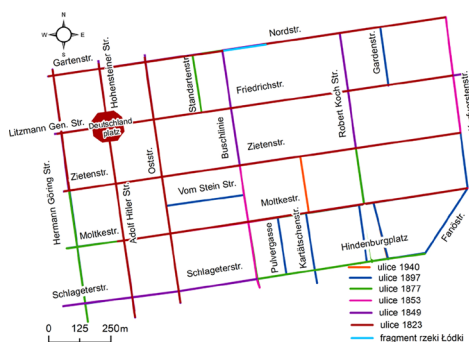 N
W
E
S
Nordstr.
Gartenstr.
Hohensteiner Str.
Standartenstr.
Gardenstr.
Friedrichstr.
Robert Koch Str.
Litzmann Gen. Str.
Deutschland
platz
Oststr.
Buschlinie
Zietenstr.
Zietenstr.
Hermann Göring Str.
Vom Stein Str.
Adolf Hitler Str.
Moltkestr.
Moltkestr.
Pulvergasse
Kartätschenstr.
Hindenburgplatz
Fanöstr.
Schlageterstr.
Schlageterstr.
ulice 1940
ulice 1897
ulice 1877
ulice 1853
ulice 1849
ulice 1823
fragment rzeki Łódki
0 125 250m